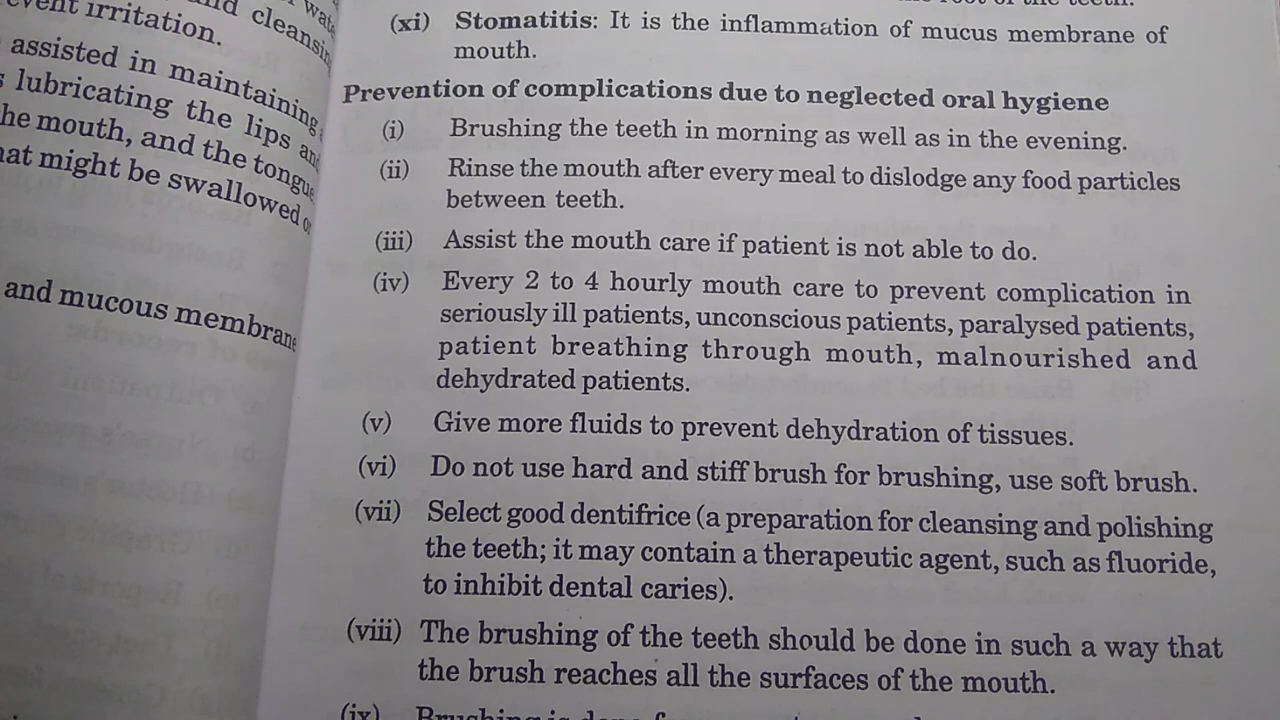 event irritation.
cleansin
assisted in maintaining
lubricating the lips
the mouth, and the tongue
might be swallowed
and mucous membrane
(xi) Stomatitis: It is the inflammation of mucus membrane of
mouth.
Prevention of complications due to neglected oral hygiene
(i) Brushing the teeth in morning as well as in the evening.
(ii) Rinse the mouth after every meal to dislodge any food particles
between teeth.
(iii) Assist the mouth care if patient is not able to do.
(iv) Every 2 to 4 hourly mouth care to prevent complication in
seriously ill patients, unconscious patients, paralysed patients,
patient breathing through mouth, malnourished and
dehydrated patients.
(v) Give more fluids to prevent dehydration of tissues.
(vi) Do not use hard and stiff brush for brushing, use soft brush.
(vii) Select good dentifrice (a preparation for cleansing and polishing
the teeth; it may contain a therapeutic agent, such as fluoride,
to inhibit dental caries).
(viii) The brushing of the teeth should be done in such a way that
the brush reaches all the surfaces of the mouth.
(ix) Brushing is done